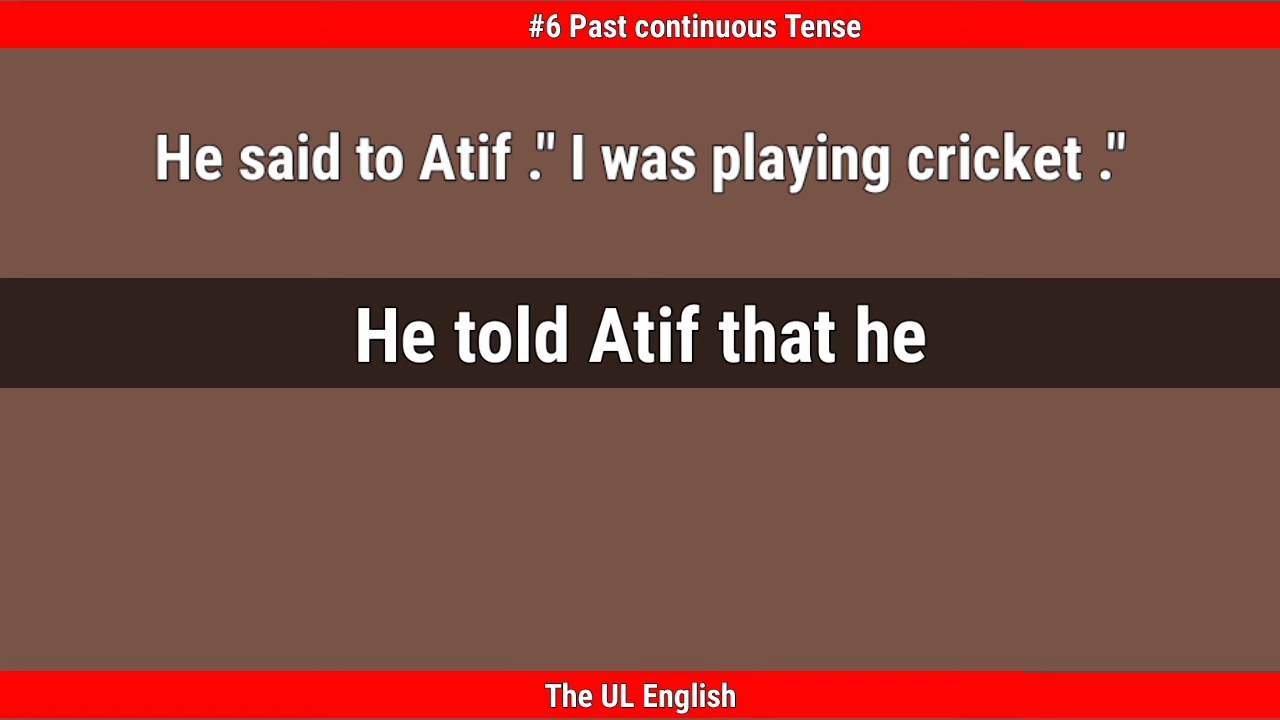 #6 Past continuous Tense
He said to Atif ." I was playing cricket ."
He told Atif that he
The UL English